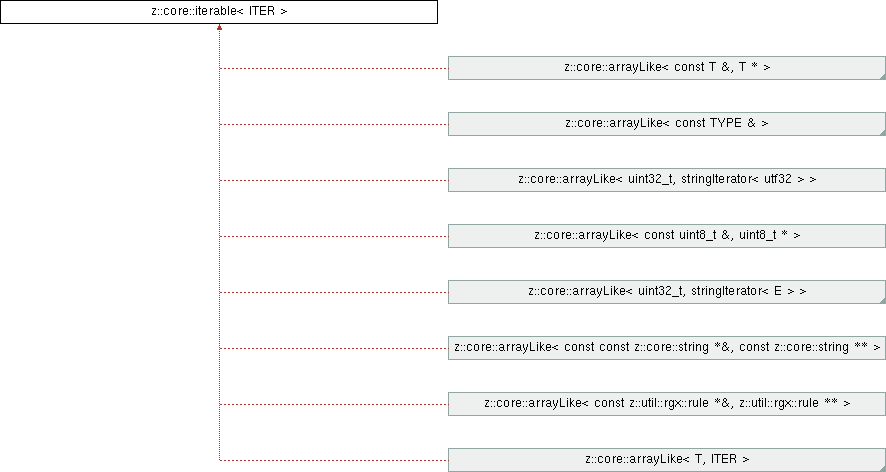 z::core::iterable< ITER >
z::core::arrayLike< const T &, T * >
z::core::arrayLike< const TYPE & >
z::core::arrayLike< uint32_t, stringIterator< utf32 > >
z::core::arrayLike< const uint8_t &, uint8_t * >
z::core::arrayLike< uint32_t, stringIterator< E > >
z::core::arrayLike< const const z::core::string *&, const z::core::string ** >
z::core::arrayLike< const z::util::rgx::rule *&, z::util::rgx::rule ** >
z::core::arrayLike< T, ITER >